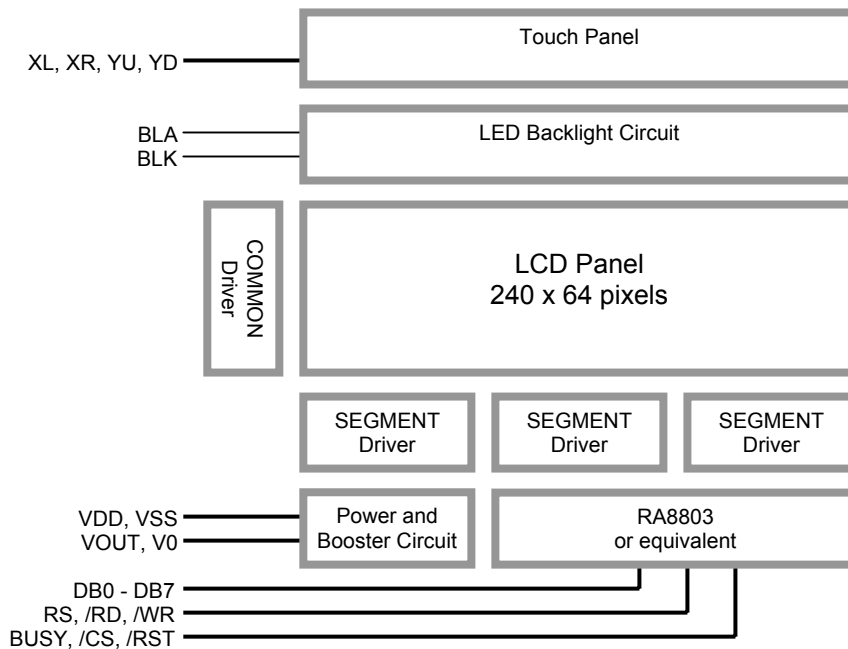 Touch Panel
XL, XR, YU, YD
LED Backlight Circuit
BLA
BLK
COMMON
Driver
LCD Panel
240 x 64 pixels
SEGMENT
Driver
SEGMENT
Driver
SEGMENT
Driver
VDD, VSS
VOUT, V0
Power and
Booster Circuit
RA8803
or equivalent
DB0 - DB7
RS, /RD, /WR
BUSY, /CS, /RST